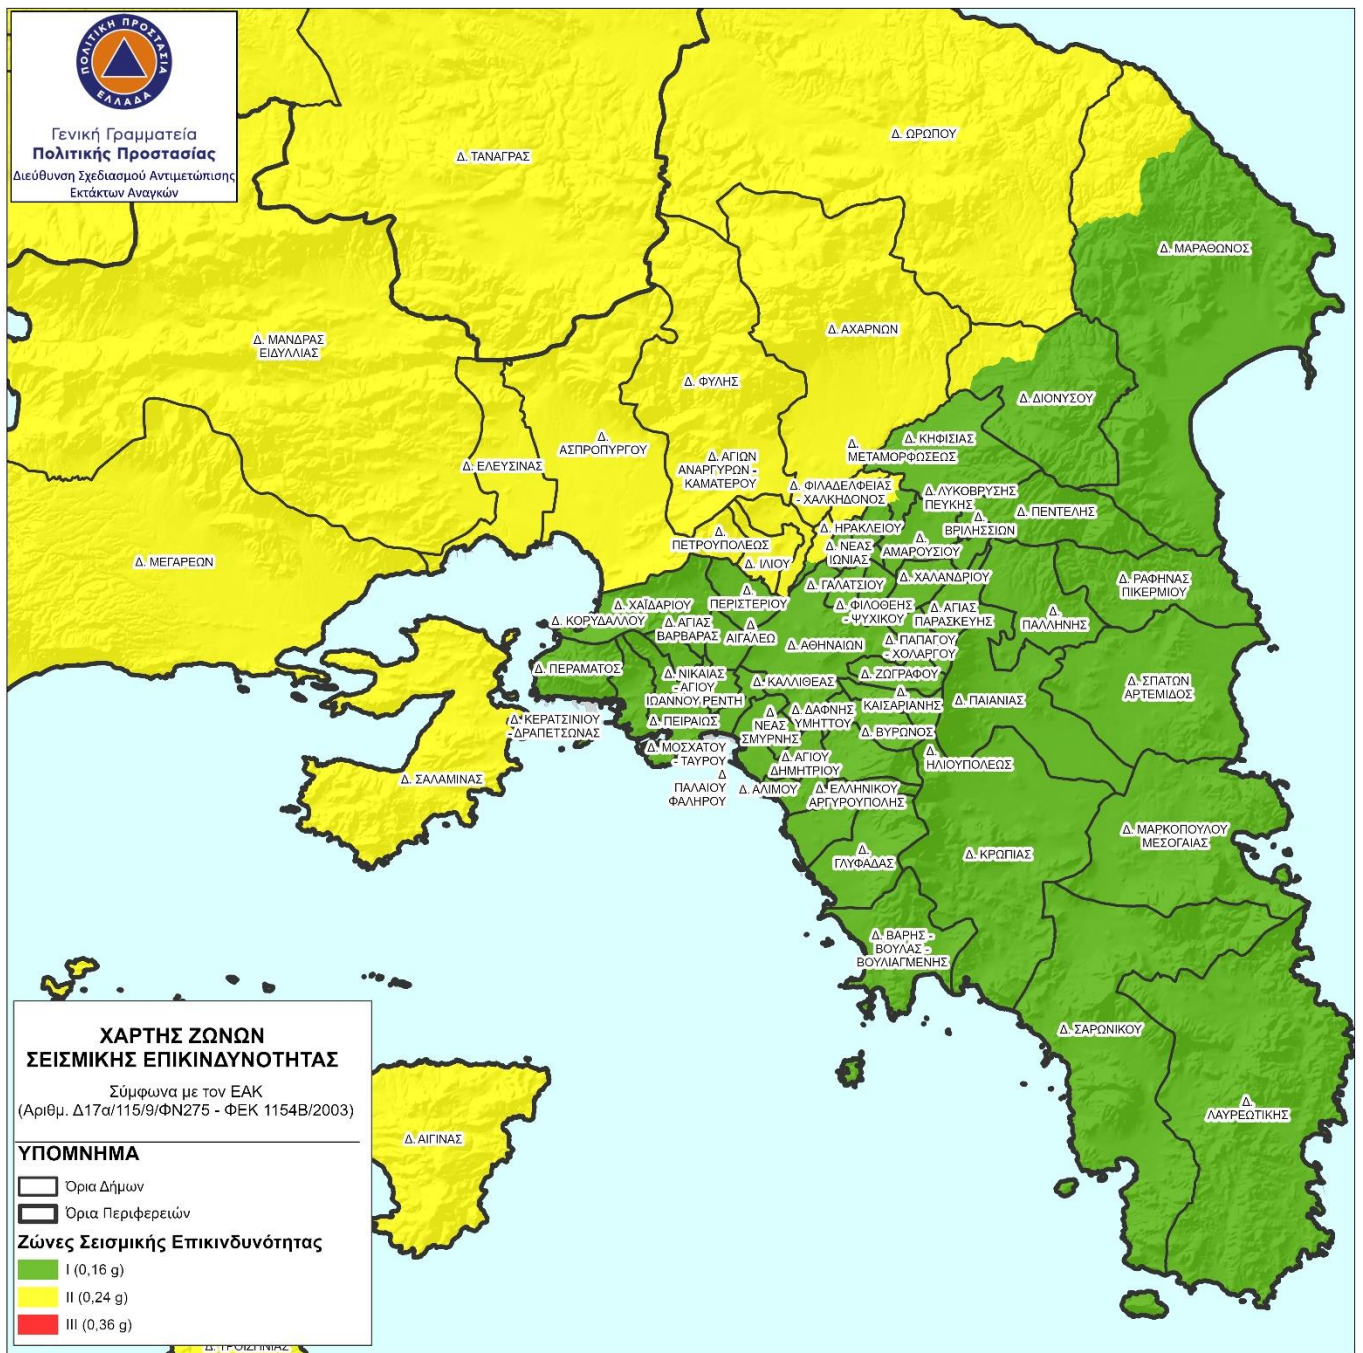 ΠΟΛΙΤΙΚΗ ΠΡΟΣΤΑΣΙΑ
ΕΛΛΑΔΑ
Γενική Γραμματεία
Πολιτικής Προστασίας
Διεύθυνση Σχεδιασμού Αντιμετώπισης
Εκτάκτων Αναγκών
Δ. ΩΡΩΠΟΥ
Δ. ΤΑΝΑΓΡΑΣ
Δ. ΜΑΡΑΘΩΝΟΣ
Δ. ΑΧΑΡΝΩΝ
Δ. ΜΑΝΔΡΑΣ
ΕΙΔΥΛΛΙΑΣ
Δ. ΦΥΛΗΣ
Δ. ΔΙΟΝΥΣΟΥ
Δ.
ΑΣΠΡΟΠΥΡΓΟΥ
Δ. ΚΗΦΙΣΙΑΣ
Δ.
ΜΕΤΑΜΟΡΦΩΣΕΩΣ
Δ. ΕΛΕΥΣΙΝΑΣ
Δ. ΑΓΙΩΝ
ΑΝΑΡΓΥΡΩΝ -
ΚΑΜΑΤΕΡΟΥ
Δ. ΦΙΛΑΔΕΛΦΕΙΑΣ
- ΧΑΛΚΗΔΟΝΟΣ
Δ. ΛΥΚΟΒΡΥΣΗΣ
ΠΕΥΚΗΣ
Δ. ΠΕΝΤΕΛΗΣ
Δ.
ΒΡΙΛΗΣΣΙΩΝ
Δ. ΗΡΑΚΛΕΙΟΥ
Δ.
ΠΕΤΡΟΥΠΟΛΕΩΣ
Δ. ΝΕΑΣ
ΙΩΝΙΑΣ
Δ.
ΑΜΑΡΟΥΣΙΟΥ
Δ. ΜΕΓΑΡΕΩΝ
Δ. ΙΛΙΟΥ
Δ. ΓΑΛΑΤΣΙΟΥ
Δ. ΧΑΛΑΝΔΡΙΟΥ
Δ. ΡΑΦΗΝΑΣ
ΠΙΚΕΡΜΙΟΥ
Δ.
ΠΕΡΙΣΤΕΡΙΟΥ
Δ. ΧΑΪΔΑΡΙΟΥ
Δ. ΚΟΡΥΔΑΛΛΟΥ
Δ. ΑΓΙΑΣ
ΒΑΡΒΑΡΑΣ
Δ
ΑΙΓΑΛΕΩ
Δ. ΦΙΛΟΘΕΗΣ
- ΨΥΧΙΚΟΥ
Δ. ΑΓΙΑΣ
ΠΑΡΑΣΚΕΥΗΣ
Δ.
ΠΑΛΛΗΝΗΣ
Δ. ΑΘΗΝΑΙΩΝ
Δ. ΠΑΠΑΓΟΥ
- ΧΟΛΑΡΓΟΥ
Δ. ΠΕΡΑΜΑΤΟΣ
Δ. ΝΙΚΑΙΑΣ
- ΑΓΙΟΥ
ΙΩΑΝΝΟΥ ΡΕΝΤΗ
Δ. ΚΑΛΛΙΘΕΑΣ
Δ. ΖΩΓΡΑΦΟΥ
Δ. ΣΠΑΤΩΝ
ΑΡΤΕΜΙΔΟΣ
Δ.
ΚΑΙΣΑΡΙΑΝΗΣ
Δ. ΠΑΙΑΝΙΑΣ
Δ. ΚΕΡΑΤΣΙΝΙΟΥ
- ΔΡΑΠΕΤΣΩΝΑΣ
Δ. ΠΕΙΡΑΙΩΣ
Δ
ΝΕΑΣ
ΣΜΥΡΝΗΣ
Δ. ΔΑΦΝΗΣ
ΥΜΗΤΤΟΥ
Δ. ΒΥΡΩΝΟΣ
Δ.
ΗΛΙΟΥΠΟΛΕΩΣ
Δ. ΜΟΣΧΑΤΟΥ
- ΤΑΥΡΟΥ
Δ. ΑΓΙΟΥ
ΔΗΜΗΤΡΙΟΥ
Δ. ΣΑΛΑΜΙΝΑΣ
Δ
ΠΑΛΑΙΟΥ
ΦΑΛΗΡΟΥ
Δ. ΑΛΙΜΟΥ
Δ. ΕΛΛΗΝΙΚΟΥ
ΑΡΓΥΡΟΥΠΟΛΗΣ
Δ. ΜΑΡΚΟΠΟΥΛΟΥ
ΜΕΣΟΓΑΙΑΣ
Δ.
ΓΛΥΦΑΔΑΣ
Δ. ΚΡΩΠΙΑΣ
Δ. ΒΑΡΗΣ -
ΒΟΥΛΑΣ -
ΒΟΥΛΙΑΓΜΕΝΗΣ
Δ. ΣΑΡΩΝΙΚΟΥ
Δ.
ΛΑΥΡΕΩΤΙΚΗΣ
Δ. ΑΙΓΙΝΑΣ
ΧΑΡΤΗΣ ΖΩΝΩΝ
ΣΕΙΣΜΙΚΗΣ ΕΠΙΚΙΝΔΥΝΟΤΗΤΑΣ
Σύμφωνα με τον ΕΑΚ
(Αριθμ. Δ17α/115/9/ΦΝ275 - ΦΕΚ 1154Β/2003)
ΥΠΟΜΝΗΜΑ
Όρια Δήμων
Όρια Περιφερειών
Ζώνες Σεισμικής Επικινδυνότητας
I (0,16 g)
II (0,24 g)
III (0,36 g)
Δ. ΤΡΟΙΖΗΝΙΑΣ